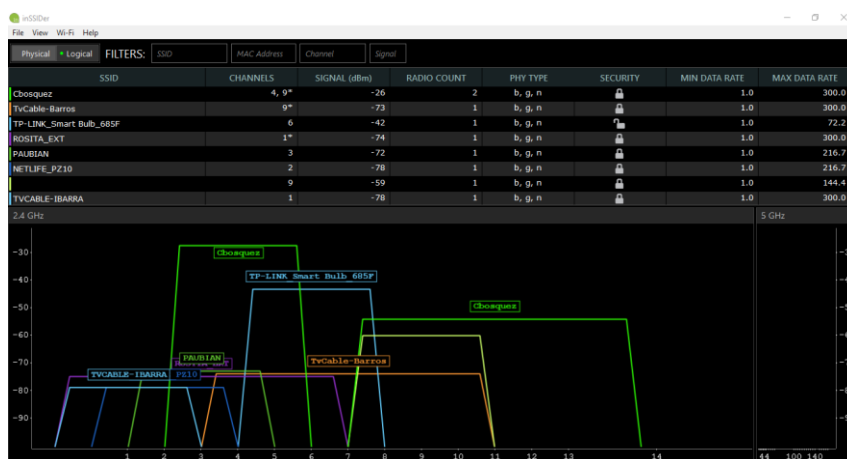 inSSIDer
File View Wi-Fi Help
Physical • Logical FILTERS: SSID MAC Address Channel Signal
SSID CHANNELS SIGNAL (dBm) RADIO COUNT PHY TYPE SECURITY MIN DATA RATE MAX DATA RATE
Cbosquez 4, 9* -26 2 b, g, n 1.0 300.0
TvCable-Barros 9* -73 1 b, g, n 1.0 300.0
TP-LINK_Smart Bulb_685F 6 -42 1 b, g, n 1.0 72.2
ROSITA_EXT 1* -74 1 b, g, n 1.0 300.0
PAUBIAN 3 -72 1 b, g, n 1.0 216.7
NETLIFE_PZ10 2 -78 1 b, g, n 1.0 216.7
9 -59 1 b, g, n 1.0 144.4
TVCABLE-IBARRA 1 -78 1 b, g, n 1.0 300.0
2.4 GHz 5 GHz
-30
Cbosquez
-40
TP-LINK_Smart Bulb_685F
-50
Cbosquez
-60
PAUBIAN
TvCable-Barros
-70
TVCABLE-IBARRA PZ10
-80
-90
1 2 3 4 5 6 7 8 9 10 11 12 13 14 44 100 140